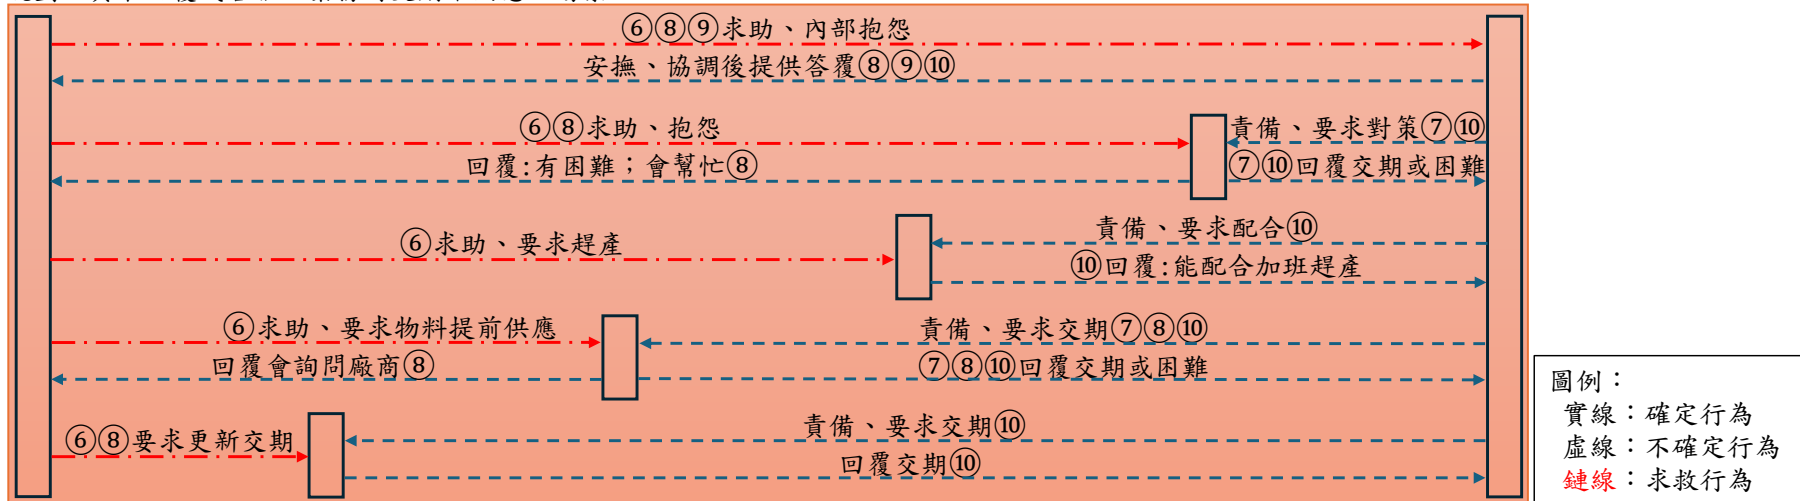 ⑥⑧⑨求助、內部抱怨
安撫、協調後提供答覆⑧⑨⑩
⑥⑧求助、抱怨
責備、要求對策⑦⑩
回覆:有困難；會幫忙⑧
⑦⑩回覆交期或困難
責備、要求配合⑩
⑥求助、要求趕產
⑩回覆:能配合加班趕產
⑥求助、要求物料提前供應
責備、要求交期⑦⑧⑩
回覆會詢問廠商⑧
⑦⑧⑩回覆交期或困難
⑥⑧要求更新交期
責備、要求交期⑩
回覆交期⑩
圖例：
實線：確定行為
虛線：不確定行為
鏈線：求救行為